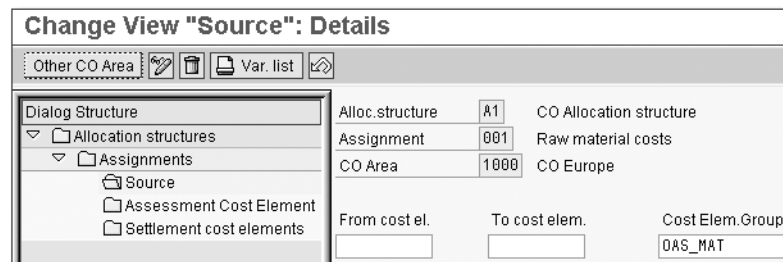 Change View "Source": Details
Other CO Area Var. list
Dialog Structure
Allocation structures
Assignments
Source
Assessment Cost Element
Settlement cost elements
Alloc.structure A1 CO Allocation structure
Assignment 001 Raw material costs
CO Area 1000 CO Europe
From cost el. To cost elem. Cost Elem.Group
OAS_MAT